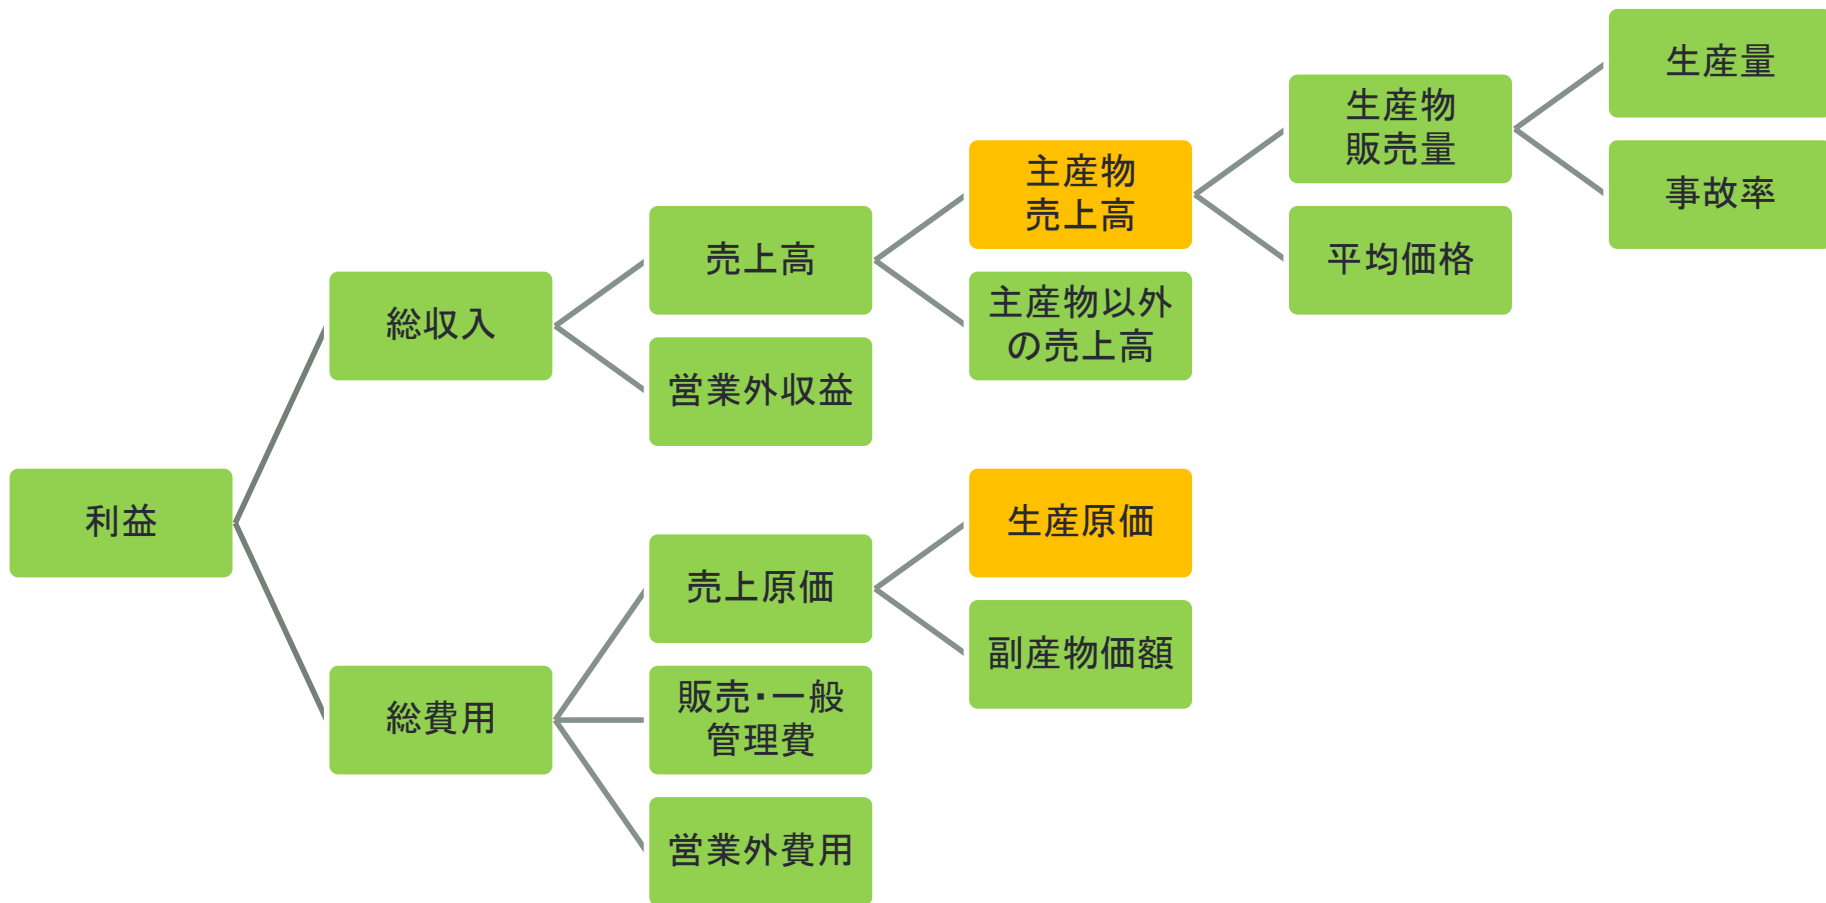 利益
総収入
売上高
主産物
売上高
生産物
販売量
生産量
事故率
平均価格
主産物以外
の売上高
営業外収益
総費用
売上原価
生産原価
副産物価額
販売・一般
管理費
営業外費用